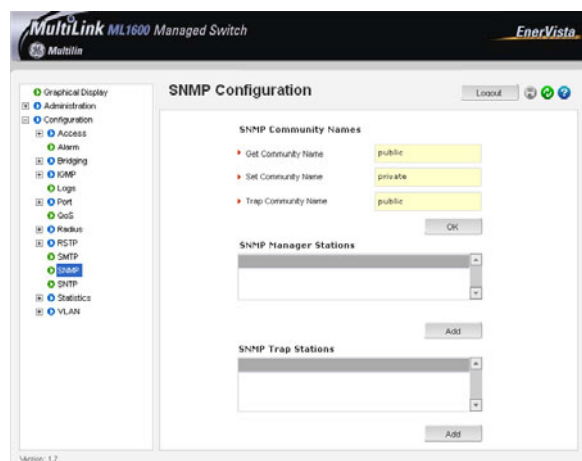 MultiLink ML1600 Managed Switch
EnerVista
Multilin
SNMP Configuration
Logout
Graphical Display
Administration
Configuration
Access
Alarm
Bridging
IGMP
Logs
Port
QoS
Radius
RSTP
SMTP
SNMP
SNTP
Statistics
VLAN
SNMP Community Names
Get Community Name
public
Set Community Name
private
Trap Community Name
public
OK
SNMP Manager Stations
Add
SNMP Trap Stations
Add
Version: 1.7